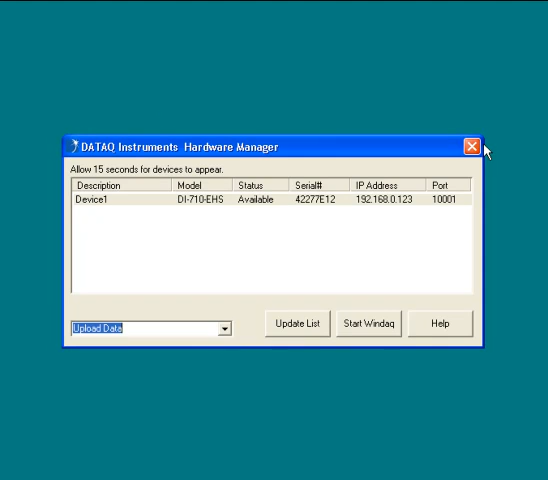 DATAQ Instruments Hardware Manager
Allow 15 seconds for devices to appear.
Description Model Status Serial# IP Address Port
Device1 DI-710-EHS Available 42277E12 192.168.0.123 10001
Upload Data Update List Start Windaq Help